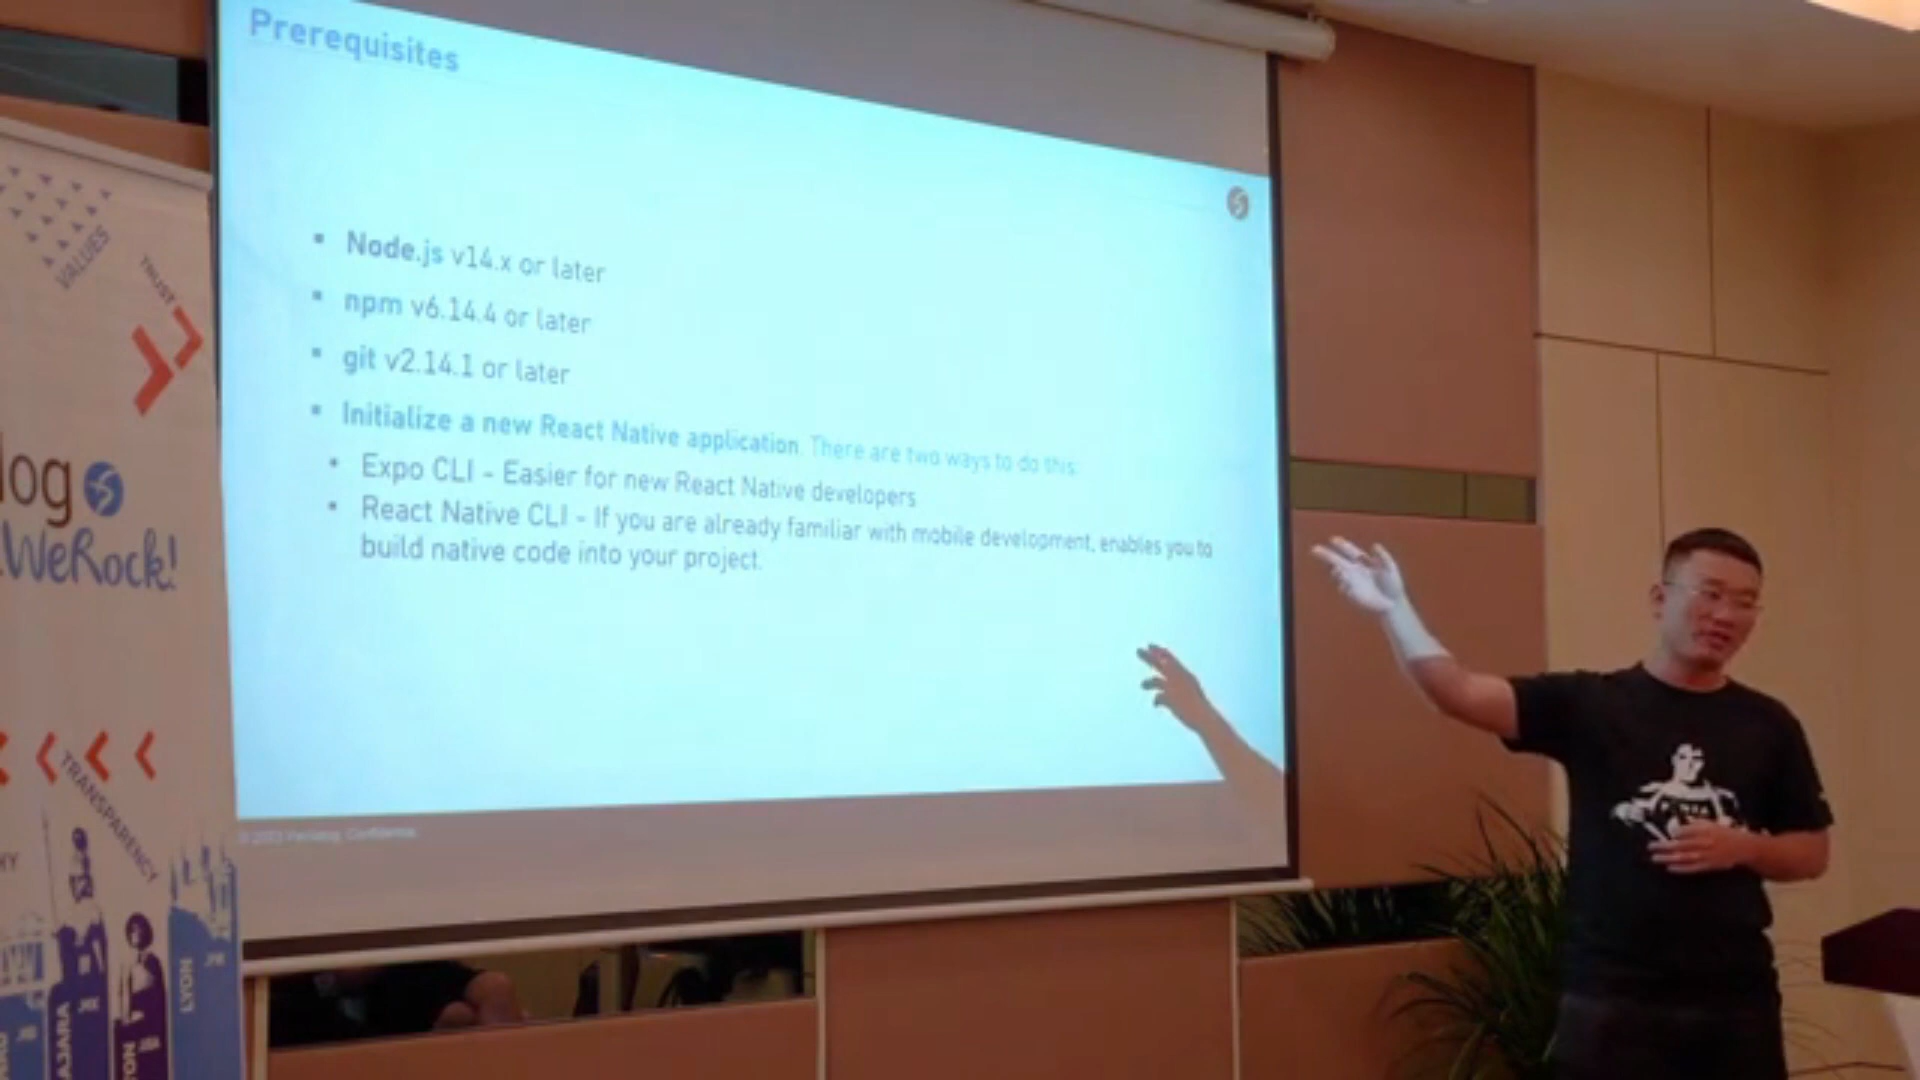 Prerequisites
Node.js v14.x or later
npm v6.14.4 or later
git v2.14.1 or later
Initialize a new React Native application. There are two ways to do this:
Expo CLI - Easier for new React Native developers
React Native CLI - If you are already familiar with mobile development, enables you to
build native code into your project.
VALUES
TRUST
log
WeRock!
TRANSPARENCY
LYON